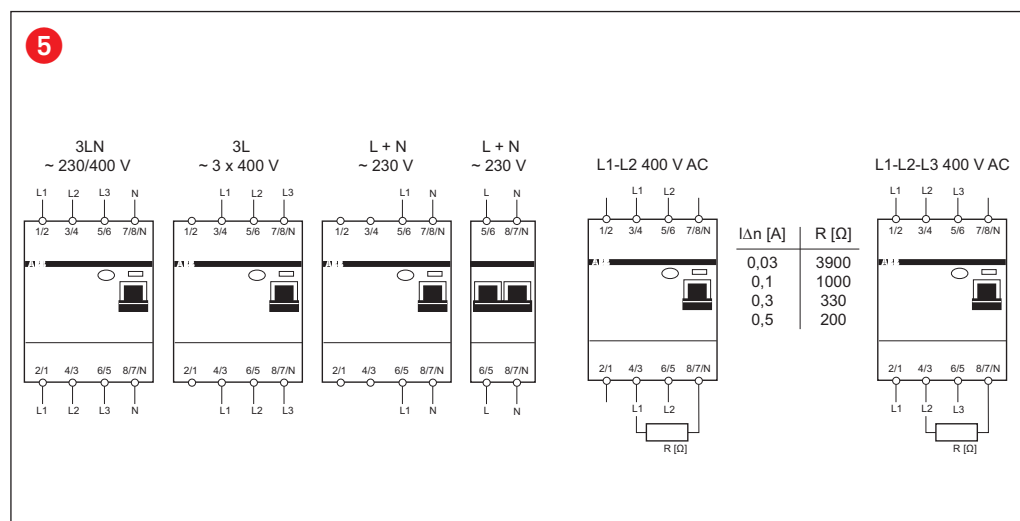 5
3LN
~ 230/400 V
L1 L2 L3 N
1/2 3/4 5/6 7/8/N
ABB
2/1 4/3 6/5 8/7/N
L1 L2 L3 N
3L
~ 3 x 400 V
L1 L2 L3
1/2 3/4 5/6 7/8/N
ABB
2/1 4/3 6/5 8/7/N
L1 L2 L3
L + N
~ 230 V
L1 N
1/2 3/4 5/6 7/8/N
ABB
2/1 4/3 6/5 8/7/N
L1 N
L + N
~ 230 V
L N
5/6 8/7/N
6/5 8/7/N
L N
L1-L2 400 V AC
L1 L2
1/2 3/4 5/6 7/8/N
ABB
2/1 4/3 6/5 8/7/N
L1 L2
R [Ω]
I∆n [A] R [Ω]
0,03 3900
0,1 1000
0,3 330
0,5 200
L1-L2-L3 400 V AC
L1 L2 L3
1/2 3/4 5/6 7/8/N
ABB
2/1 4/3 6/5 8/7/N
L1 L2 L3
R [Ω]